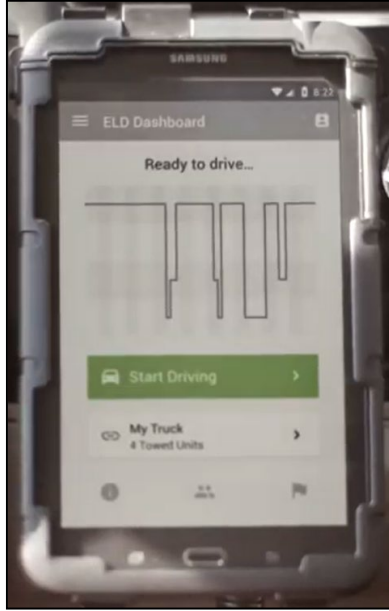 SAMSUNG
8:22
ELD Dashboard
Ready to drive...
Start Driving
My Truck
4 Towed Units